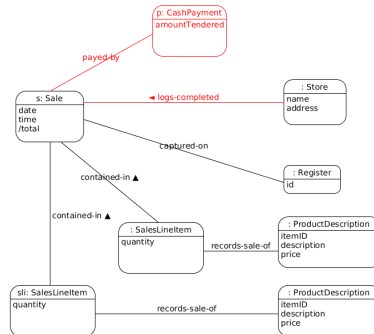 p: CashPayment
amountTendered
payed-by
s: Sale
date
time
/total
◄ logs-completed
: Store
name
address
captured-on
: Register
id
contained-in ▲
contained-in ▲
: SalesLineItem
quantity
records-sale-of
: ProductDescription
itemID
description
price
sli: SalesLineItem
quantity
records-sale-of
: ProductDescription
itemID
description
price